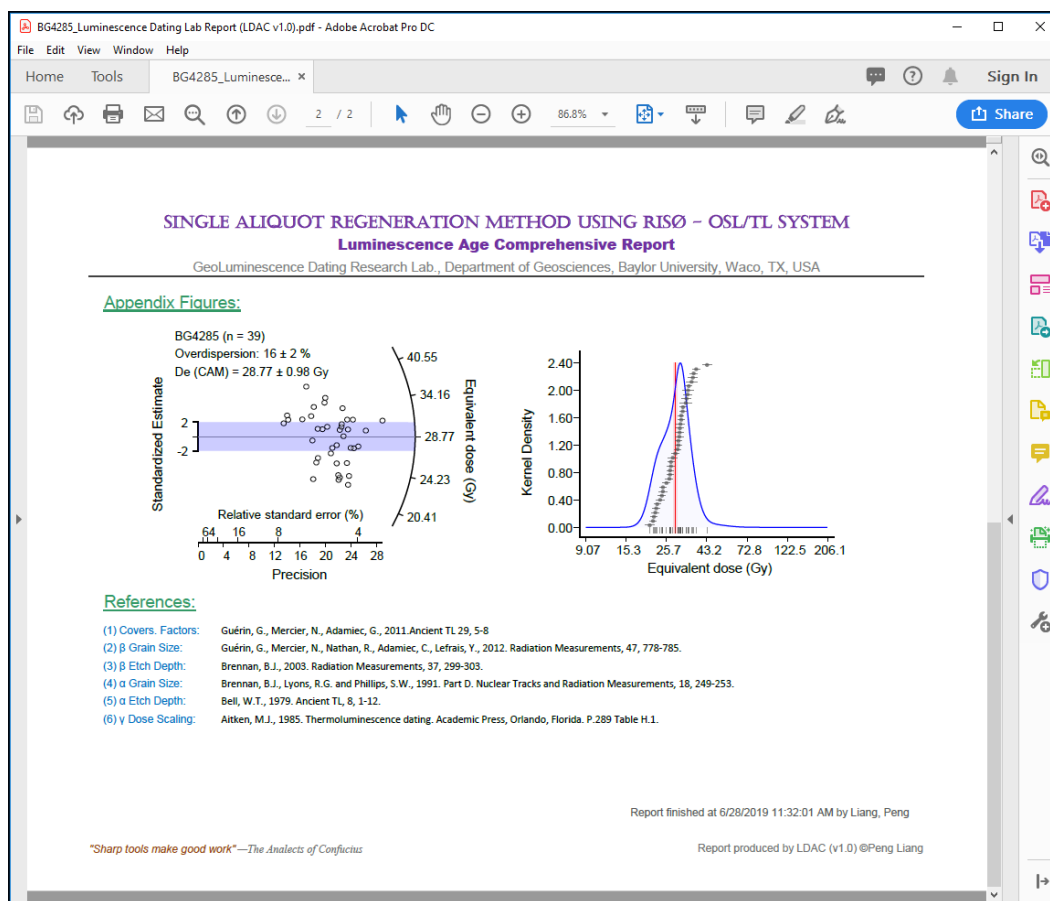 BG4285_Luminescence Dating Lab Report (LDAC v1.0).pdf - Adobe Acrobat Pro DC
File Edit View Window Help
Home Tools BG4285_Luminesce... × Sign In
2 / 2 86.8% Share
SINGLE ALIQUOT REGENERATION METHOD USING RISØ – OSL/TL SYSTEM
Luminescence Age Comprehensive Report
GeoLuminescence Dating Research Lab., Department of Geosciences, Baylor University, Waco, TX, USA
Appendix Figures:
BG4285 (n = 39)
Overdispersion: 16 ± 2 %
De (CAM) = 28.77 ± 0.98 Gy
Standardized Estimate
2
-2
40.55
34.16
28.77
24.23
20.41
Equivalent dose (Gy)
Relative standard error (%)
64 16 8 4
0 4 8 12 16 20 24 28
Precision
Kernel Density
2.40
2.00
1.60
1.20
0.80
0.40
0.00
9.07 15.3 25.7 43.2 72.8 122.5 206.1
Equivalent dose (Gy)
References:
(1) Covers. Factors: Guérin, G., Mercier, N., Adamiec, G., 2011.Ancient TL 29, 5-8
(2) β Grain Size: Guérin, G., Mercier, N., Nathan, R., Adamiec, C., Lefrais, Y., 2012. Radiation Measurements, 47, 778-785.
(3) β Etch Depth: Brennan, B.J., 2003. Radiation Measurements, 37, 299-303.
(4) α Grain Size: Brennan, B.J., Lyons, R.G. and Phillips, S.W., 1991. Part D. Nuclear Tracks and Radiation Measurements, 18, 249-253.
(5) α Etch Depth: Bell, W.T., 1979. Ancient TL, 8, 1-12.
(6) γ Dose Scaling: Aitken, M.J., 1985. Thermoluminescence dating. Academic Press, Orlando, Florida. P.289 Table H.1.
Report finished at 6/28/2019 11:32:01 AM by Liang, Peng
"Sharp tools make good work"—The Analects of Confucius
Report produced by LDAC (v1.0) ©Peng Liang